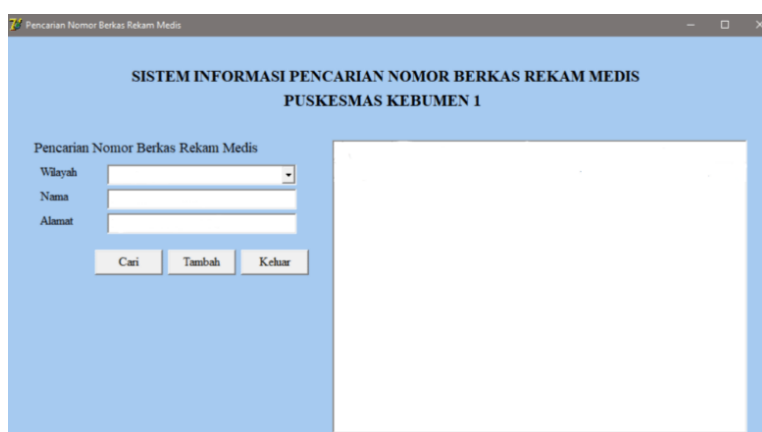 Pencarian Nomor Berkas Rekam Medis
SISTEM INFORMASI PENCARIAN NOMOR BERKAS REKAM MEDIS
PUSKESMAS KEBUMEN 1
Pencarian Nomor Berkas Rekam Medis
Wilayah
Nama
Alamat
Cari Tambah Keluar